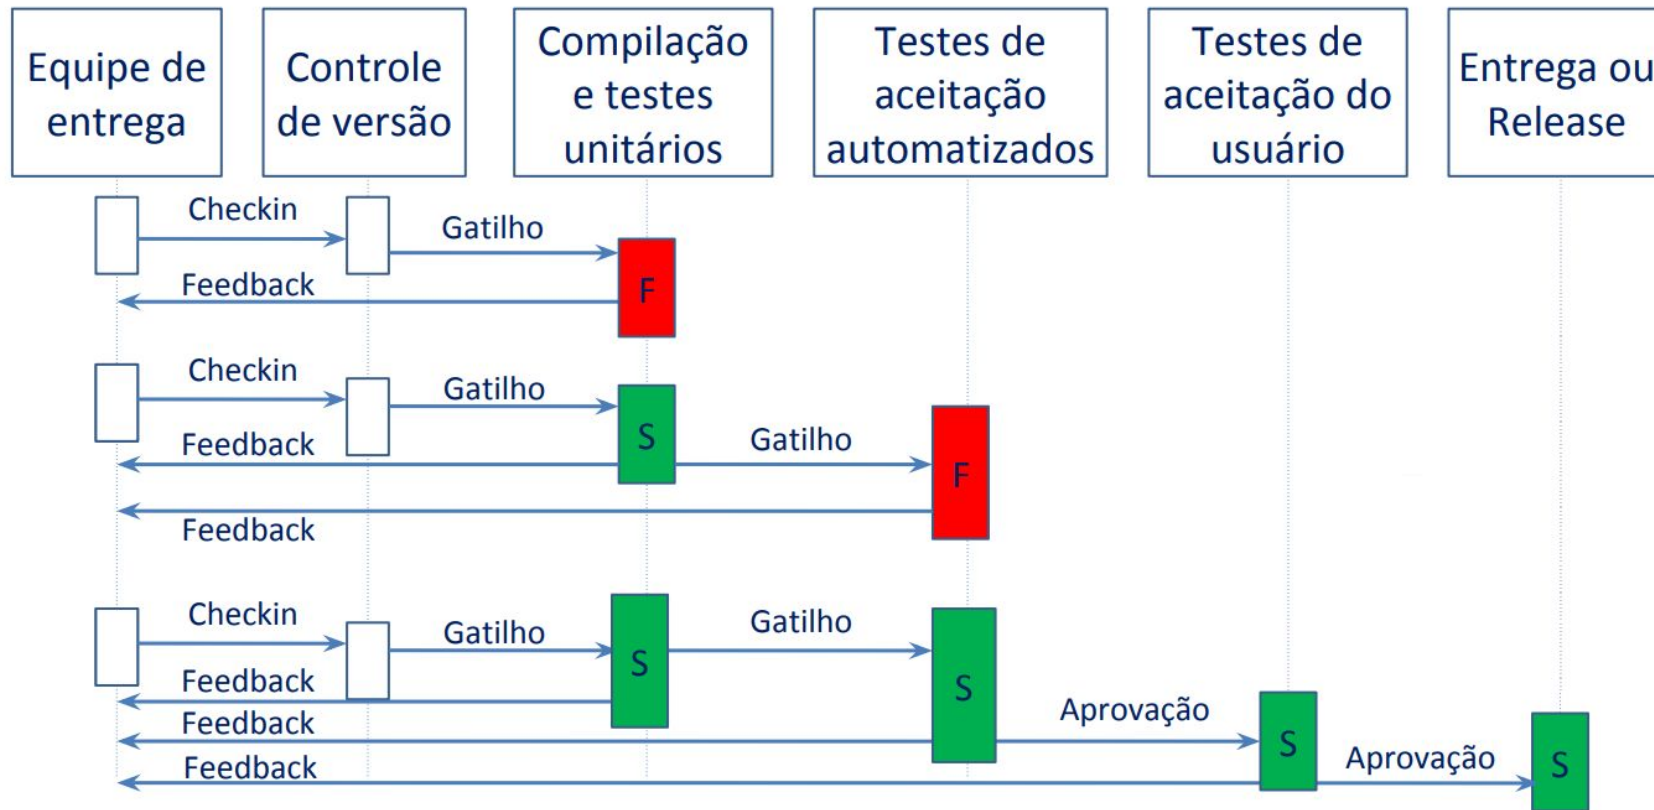 Equipe de
entrega
Controle
de versão
Compilação
e testes
unitários
Testes de
aceitação
automatizados
Testes de
aceitação do
usuário
Entrega ou
Release
Checkin
Gatilho
F
Feedback
Checkin
Gatilho
S
Feedback
Gatilho
F
Feedback
Checkin
Gatilho
S
Gatilho
S
Feedback
Feedback
Aprovação
S
Feedback
Aprovação
S